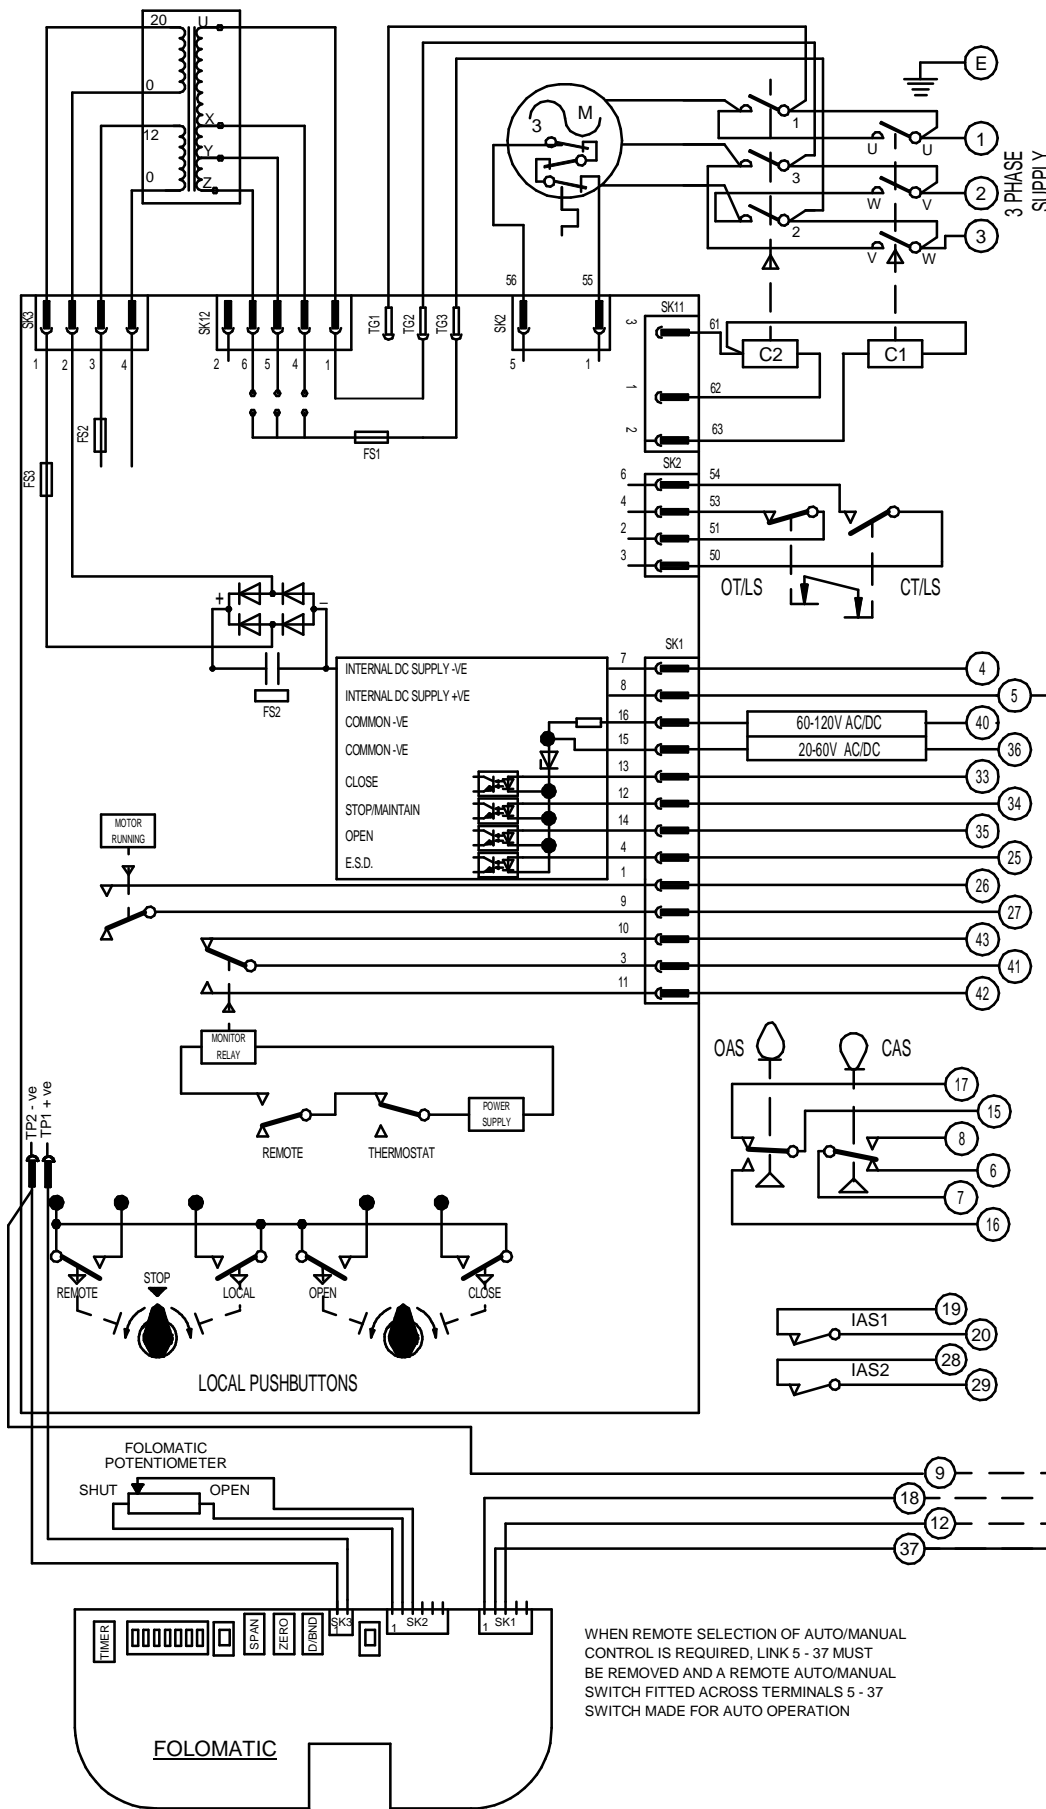 20
U
0
X
12
Y
0
Z
3
M
E
1
U
U
1
3
W
V
2
2
V
W
3
3 PHASE
SUPPLY
56
55
SK3
SK12
TG1
TG2
TG3
SK2
SK11
1
2
3
4
2
6
5
4
1
5
1
3
61
C2
C1
1
62
2
63
FS2
FS1
FS3
SK2
6
54
4
53
2
51
3
50
OT/LS
CT/LS
+
–
FS2
SK1
INTERNAL DC SUPPLY -VE
7
4
INTERNAL DC SUPPLY +VE
8
5
COMMON -VE
16
60-120V AC/DC
40
COMMON -VE
15
20-60V AC/DC
36
CLOSE
13
33
STOP/MAINTAIN
12
34
OPEN
14
35
E.S.D.
4
25
MOTOR
RUNNING
1
26
9
27
10
43
3
41
11
42
MONITOR
RELAY
POWER
SUPPLY
REMOTE
THERMOSTAT
TP2 - ve
TP1 + ve
OAS
CAS
17
15
8
6
7
16
REMOTE
STOP
LOCAL
OPEN
CLOSE
LOCAL PUSHBUTTONS
IAS1
19
20
IAS2
28
29
FOLOMATIC
POTENTIOMETER
SHUT
OPEN
9
18
12
37
TIMER
SPAN
ZERO
D/BND
SK3
1
SK2
1
SK1
1
FOLOMATIC
WHEN REMOTE SELECTION OF AUTO/MANUAL
CONTROL IS REQUIRED, LINK 5 - 37 MUST
BE REMOVED AND A REMOTE AUTO/MANUAL
SWITCH FITTED ACROSS TERMINALS 5 - 37
SWITCH MADE FOR AUTO OPERATION